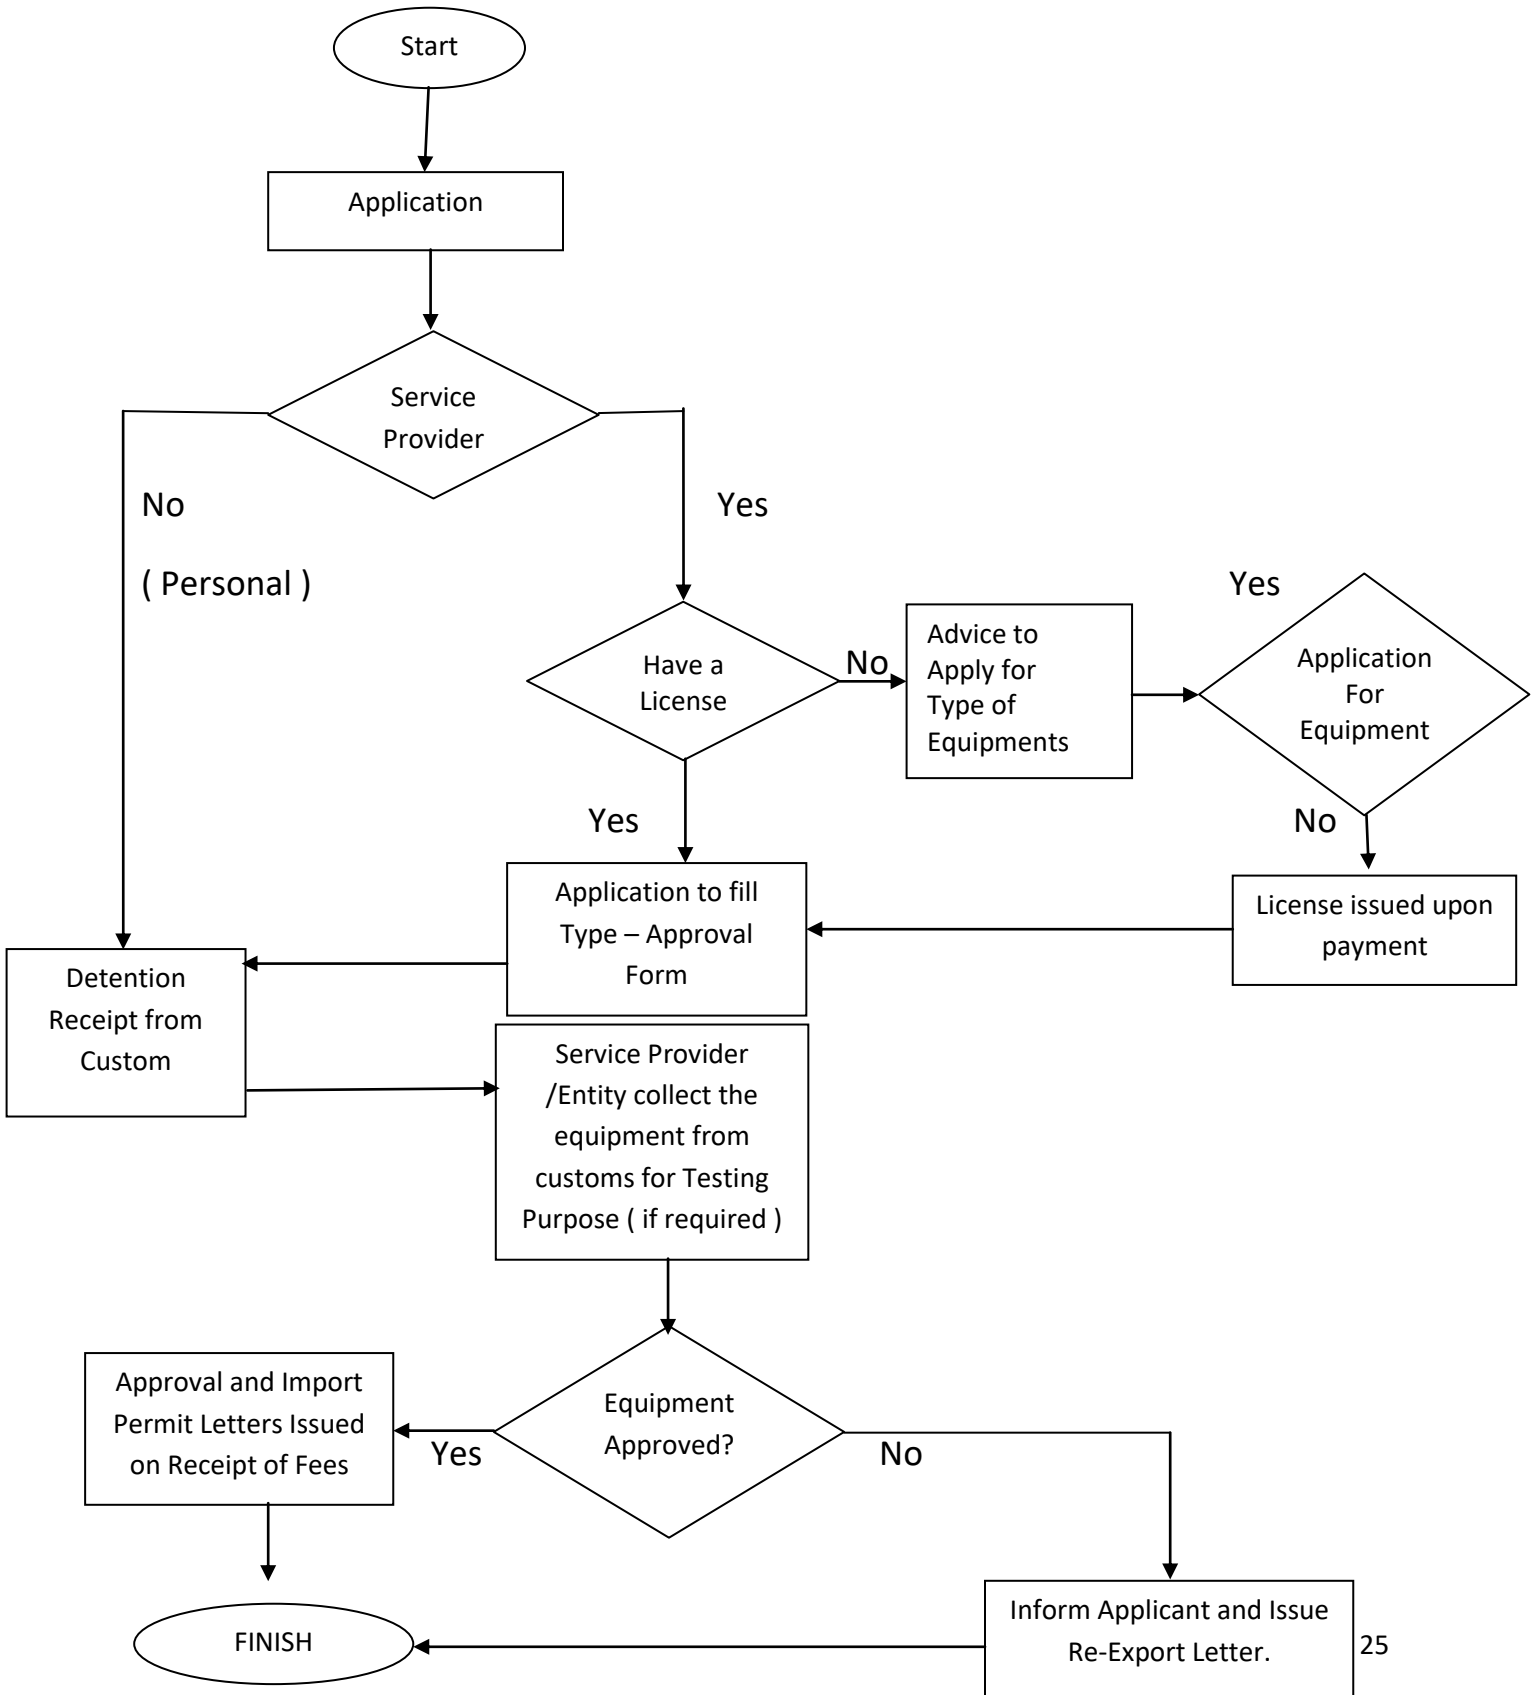 Start
Application
Service
Provider
No
( Personal )
Yes
Have a
License
No
Advice to
Apply for
Type of
Equipments
Yes
Application
For
Equipment
Yes
No
Application to fill
Type – Approval
Form
License issued upon
payment
Detention
Receipt from
Custom
Service Provider
/Entity collect the
equipment from
customs for Testing
Purpose ( if required )
Approval and Import
Permit Letters Issued
on Receipt of Fees
Yes
Equipment
Approved?
No
FINISH
Inform Applicant and Issue
Re-Export Letter.
25